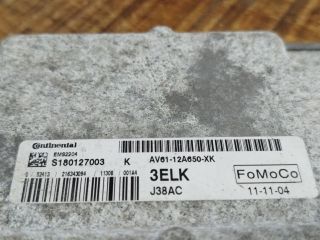 Continental
EMS2204
S180127003 K AV61-12A650-XK
3ELK FoMoCo
J38AC 11-11-04